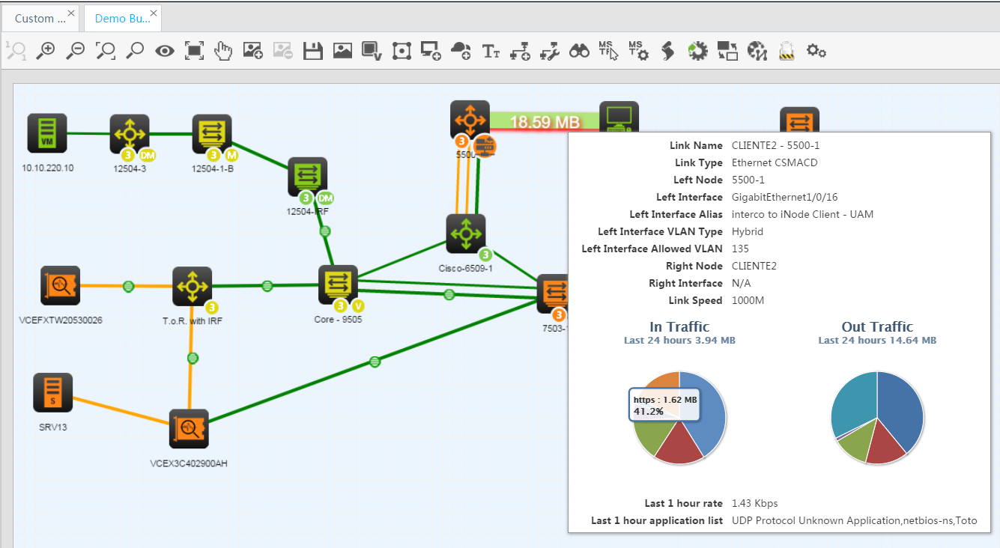 Custom ...
Demo Bu...
1
1
TT
MS
MS
VM
10.10.220.10
3
DM
12504-3
3
M
12504-1-B
3
DM
12504-IRF
18.59 MB
3
3
Cisco-6509-1
VCEFXTW20530026
3
T.o.R. with IRF
3
V
Core - 9505
3
7503-
S
SRV13
VCEX3C402900AH
Link Name CLIENTE2 - 5500-1
Link Type Ethernet CSMACD
Left Node 5500-1
Left Interface GigabitEthernet1/0/16
Left Interface Alias interco to iNode Client - UAM
Left Interface VLAN Type Hybrid
Left Interface Allowed VLAN 135
Right Node CLIENTE2
Right Interface N/A
Link Speed 1000M
In Traffic
Last 24 hours 3.94 MB
Out Traffic
Last 24 hours 14.64 MB
https : 1.62 MB
41.2%
Last 1 hour rate 1.43 Kbps
Last 1 hour application list UDP Protocol Unknown Application,netbios-ns,Toto